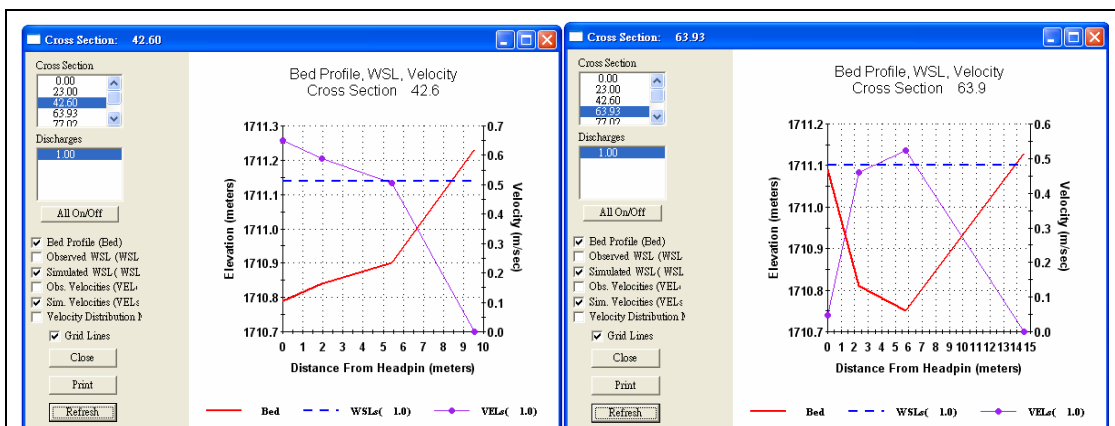 Cross Section: 42.60
Cross Section
0.00
23.00
42.60
63.93
77.02
Discharges
1.00
All On/Off
Bed Profile (Bed)
Observed WSL (WSL
Simulated WSL( WSL
Obs. Velocities (VEL
Sim. Velocities (VELs
Velocity Distribution
Grid Lines
Close
Print
Refresh
Bed Profile, WSL, Velocity
Cross Section 42.6
Elevation (meters)
1711.3
1711.2
1711.1
1711.0
1710.9
1710.8
1710.7
0.7
0.6
0.5
0.4
0.3
0.2
0.1
0.0
Velocity (m/sec)
0 1 2 3 4 5 6 7 8 9 10
Distance From Headpin (meters)
Bed WSLs( 1.0) VELs( 1.0)
Cross Section: 63.93
Cross Section
0.00
23.00
42.60
63.93
77.02
Discharges
1.00
All On/Off
Bed Profile (Bed)
Observed WSL (WSL
Simulated WSL( WSL
Obs. Velocities (VEL
Sim. Velocities (VELs
Velocity Distribution
Grid Lines
Close
Print
Refresh
Bed Profile, WSL, Velocity
Cross Section 63.9
Elevation (meters)
1711.2
1711.1
1711.0
1710.9
1710.8
1710.7
0.6
0.5
0.4
0.3
0.2
0.1
0.0
Velocity (m/sec)
0 1 2 3 4 5 6 7 8 9 10 11 12 13 14 15
Distance From Headpin (meters)
Bed WSLs( 1.0) VELs( 1.0)